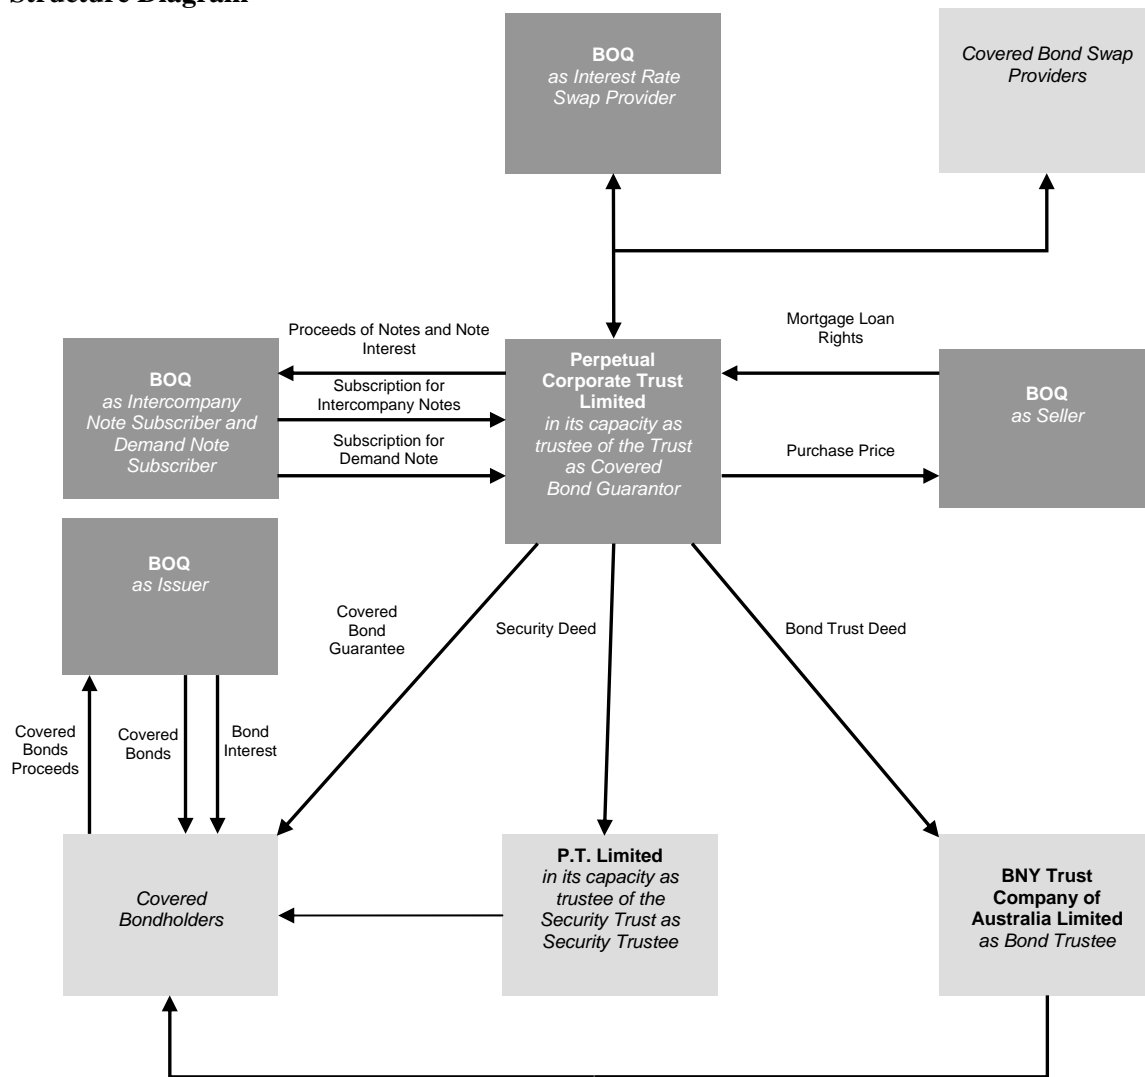 Structure Diagram
BOQ
as Interest Rate
Swap Provider
Covered Bond Swap
Providers
Proceeds of Notes and Note
Interest
Subscription for
Intercompany Notes
Subscription for
Demand Note
BOQ
as Intercompany
Note Subscriber and
Demand Note
Subscriber
Perpetual
Corporate Trust
Limited
in its capacity as
trustee of the Trust
as Covered
Bond Guarantor
Mortgage Loan
Rights
Purchase Price
BOQ
as Seller
BOQ
as Issuer
Covered
Bond
Guarantee
Security Deed
Bond Trust Deed
Covered
Bonds
Proceeds
Covered
Bonds
Bond
Interest
Covered
Bondholders
P.T. Limited
in its capacity as
trustee of the
Security Trust as
Security Trustee
BNY Trust
Company of
Australia Limited
as Bond Trustee